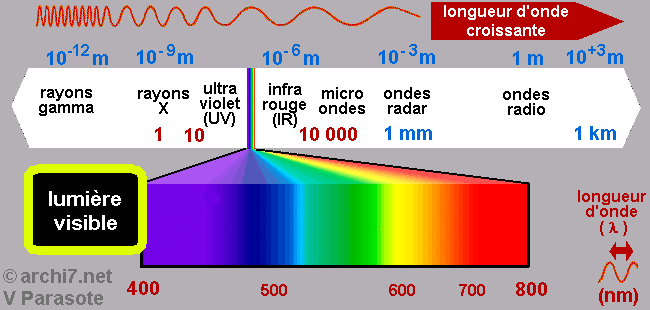 longueur d'onde
croissante
10-12m 10-9m 10-6m 10-3m 1 m 10+3m
rayons
gamma
rayons
X
ultra
violet
(UV)
infra
rouge
(IR)
micro
ondes
ondes
radar
ondes
radio
1 10 10 000 1 mm 1 km
lumière
visible
longueur
d'onde
( λ )
(nm)
400 500 600 700 800
© archi7.net
V Parasote